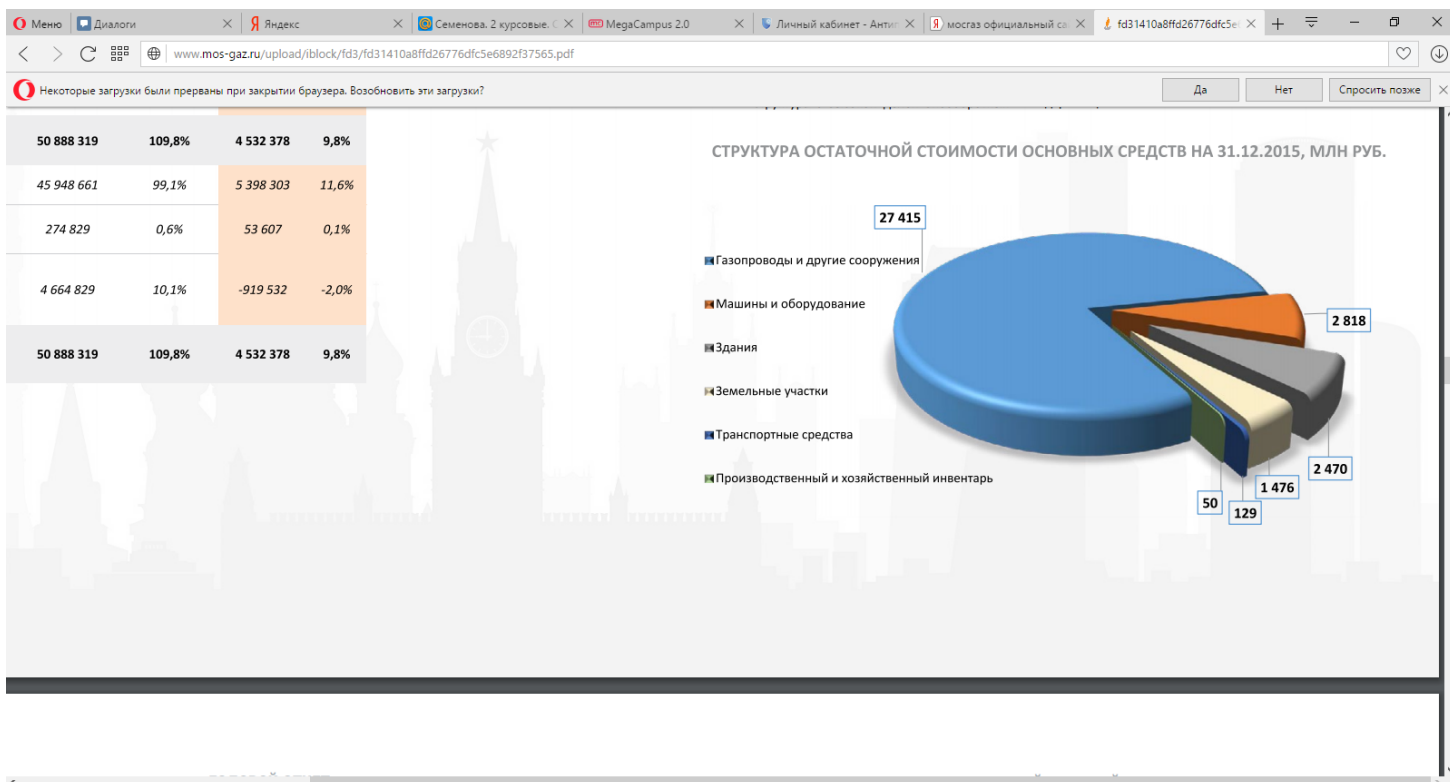 Меню
Диалоги
Яндекс
Семенова. 2 курсовые. С
MegaCampus 2.0
Личный кабинет - Антип
мосгаз официальный са
fd31410a8ffd26776dfc5e6
www.mos-gaz.ru/upload/iblock/fd3/fd31410a8ffd26776dfc5e6892f37565.pdf
Некоторые загрузки были прерваны при закрытии браузера. Возобновить эти загрузки?
Да
Нет
Спросить позже
50 888 319 109,8% 4 532 378 9,8%
45 948 661 99,1% 5 398 303 11,6%
274 829 0,6% 53 607 0,1%
4 664 829 10,1% -919 532 -2,0%
50 888 319 109,8% 4 532 378 9,8%
СТРУКТУРА ОСТАТОЧНОЙ СТОИМОСТИ ОСНОВНЫХ СРЕДСТВ НА 31.12.2015, МЛН РУБ.
27 415
Газопроводы и другие сооружения
Машины и оборудование
2 818
Здания
Земельные участки
Транспортные средства
Производственный и хозяйственный инвентарь
2 470
1 476
50
129